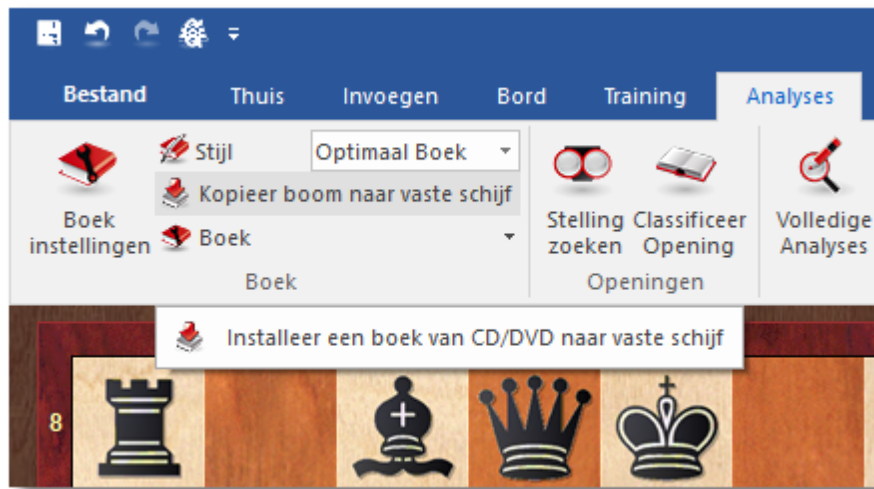 Bestand Thuis Invoegen Bord Training Analyses
Stijl Optimaal Boek
Kopieer boom naar vaste schijf
Boek
Boek
instellingen
Stelling
zoeken
Classificeer
Opening
Volledige
Analyses
Boek
Openingen
Installeer een boek van CD/DVD naar vaste schijf
8